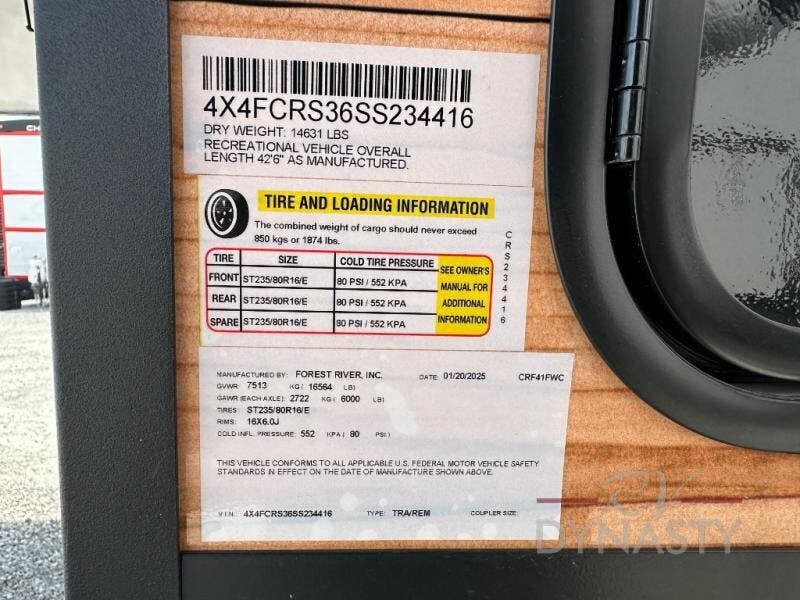 4X4FCRS36SS234416
DRY WEIGHT: 14631 LBS
RECREATIONAL VEHICLE OVERALL
LENGTH 42'6" AS MANUFACTURED.
TIRE AND LOADING INFORMATION
The combined weight of cargo should never exceed
850 kgs or 1874 lbs.
TIRE SIZE COLD TIRE PRESSURE SEE OWNER'S
FRONT ST235/80R16/E 80 PSI / 552 KPA MANUAL FOR
REAR ST235/80R16/E 80 PSI / 552 KPA ADDITIONAL
SPARE ST235/80R16/E 80 PSI / 552 KPA INFORMATION
CRS234416
MANUFACTURED BY: FOREST RIVER, INC. DATE: 01/20/2025 CRF41FWC
GVWR: 7513 KG ( 16564 LB)
GAWR (EACH AXLE): 2722 KG ( 6000 LB)
TIRES: ST235/80R16/E
RIMS: 16X6.0J
COLD INFL. PRESSURE: 552 KPA ( 80 PSI )
THIS VEHICLE CONFORMS TO ALL APPLICABLE U.S. FEDERAL MOTOR VEHICLE SAFETY
STANDARDS IN EFFECT ON THE DATE OF MANUFACTURE SHOWN ABOVE.
V I N: 4X4FCRS36SS234416 TYPE: TRA/REM COUPLER SIZE:
DYNASTY